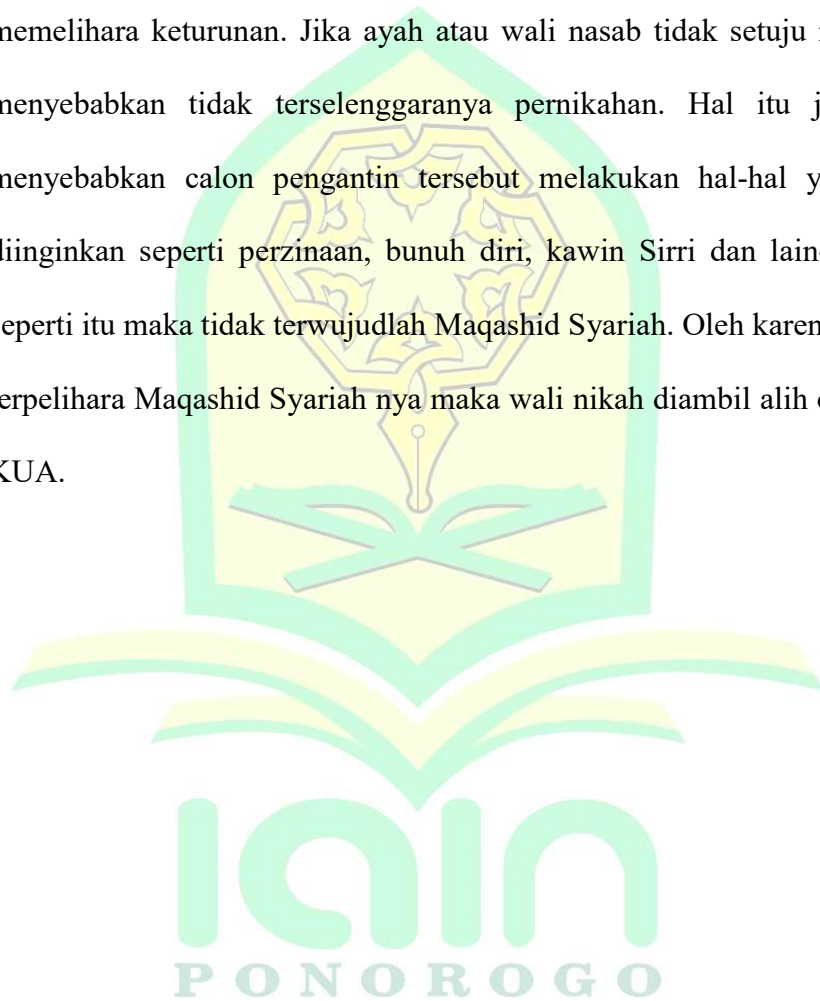 memelihara keturunan. Jika ayah atau wali nasab tidak setuju
menyebabkan tidak terselenggaranya pernikahan. Hal itu
menyebabkan calon pengantin tersebut melakukan hal-hal
diinginkan seperti perzinaan, bunuh diri, kawin Sirri dan
seperti itu maka tidak terwujudlah Maqashid Syariah. Oleh
terpelihara Maqashid Syariah nya maka wali nikah diambil alih
KUA.
iain
PONOROGO